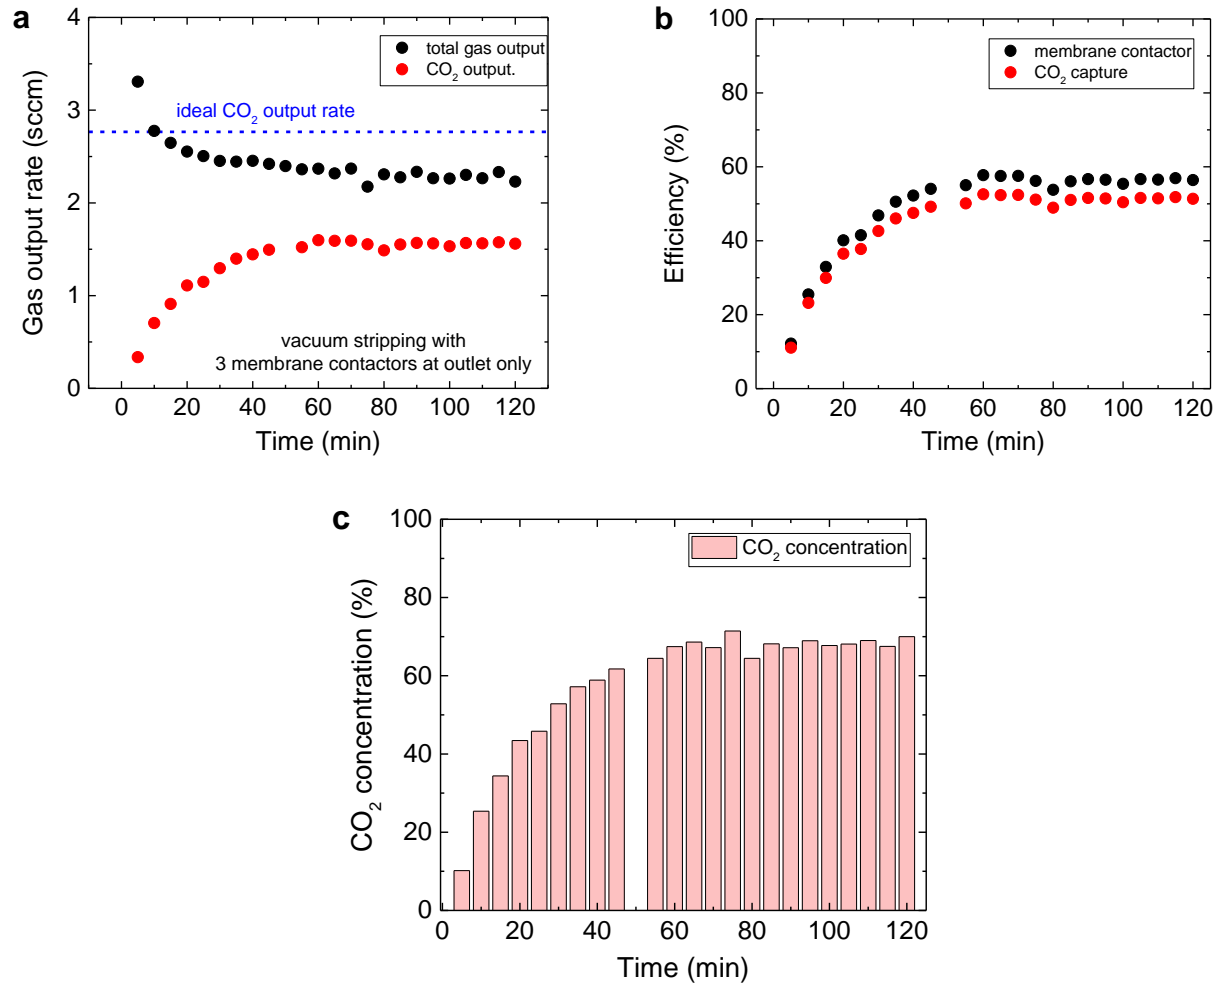 a
total gas output
CO2 output.
ideal CO2 output rate
vacuum stripping with
3 membrane contactors at outlet only
Gas output rate (sccm)
4
3
2
1
0
0 20 40 60 80 100 120
Time (min)
b
membrane contactor
CO2 capture
Efficiency (%)
100
80
60
40
20
0
0 20 40 60 80 100 120
Time (min)
c
CO2 concentration
CO2 concentration (%)
100
80
60
40
20
0
0 20 40 60 80 100 120
Time (min)